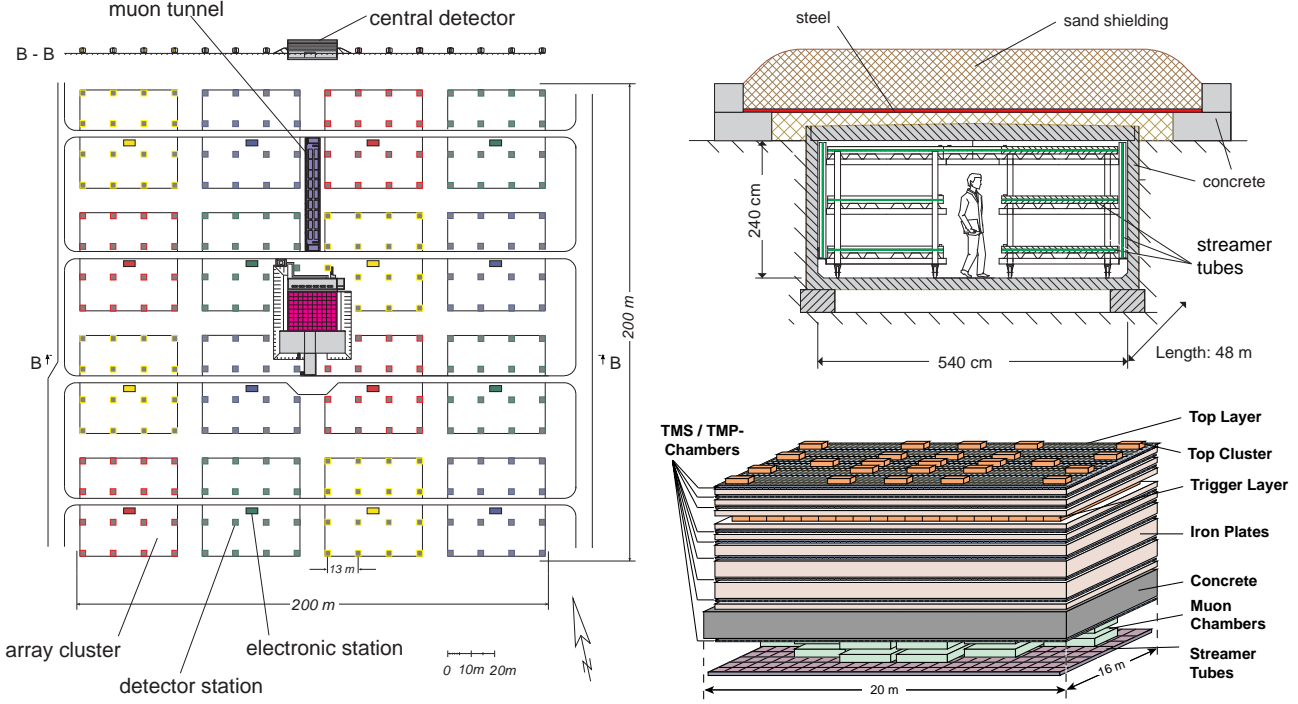 muon tunnel
central detector
B - B
B
B
200 m
13 m
200 m
array cluster
detector station
electronic station
0 10m 20m
N
steel
sand shielding
240 cm
concrete
streamer
tubes
540 cm
Length: 48 m
TMS / TMP-
Chambers
Top Layer
Top Cluster
Trigger Layer
Iron Plates
Concrete
Muon
Chambers
Streamer
Tubes
20 m
16 m